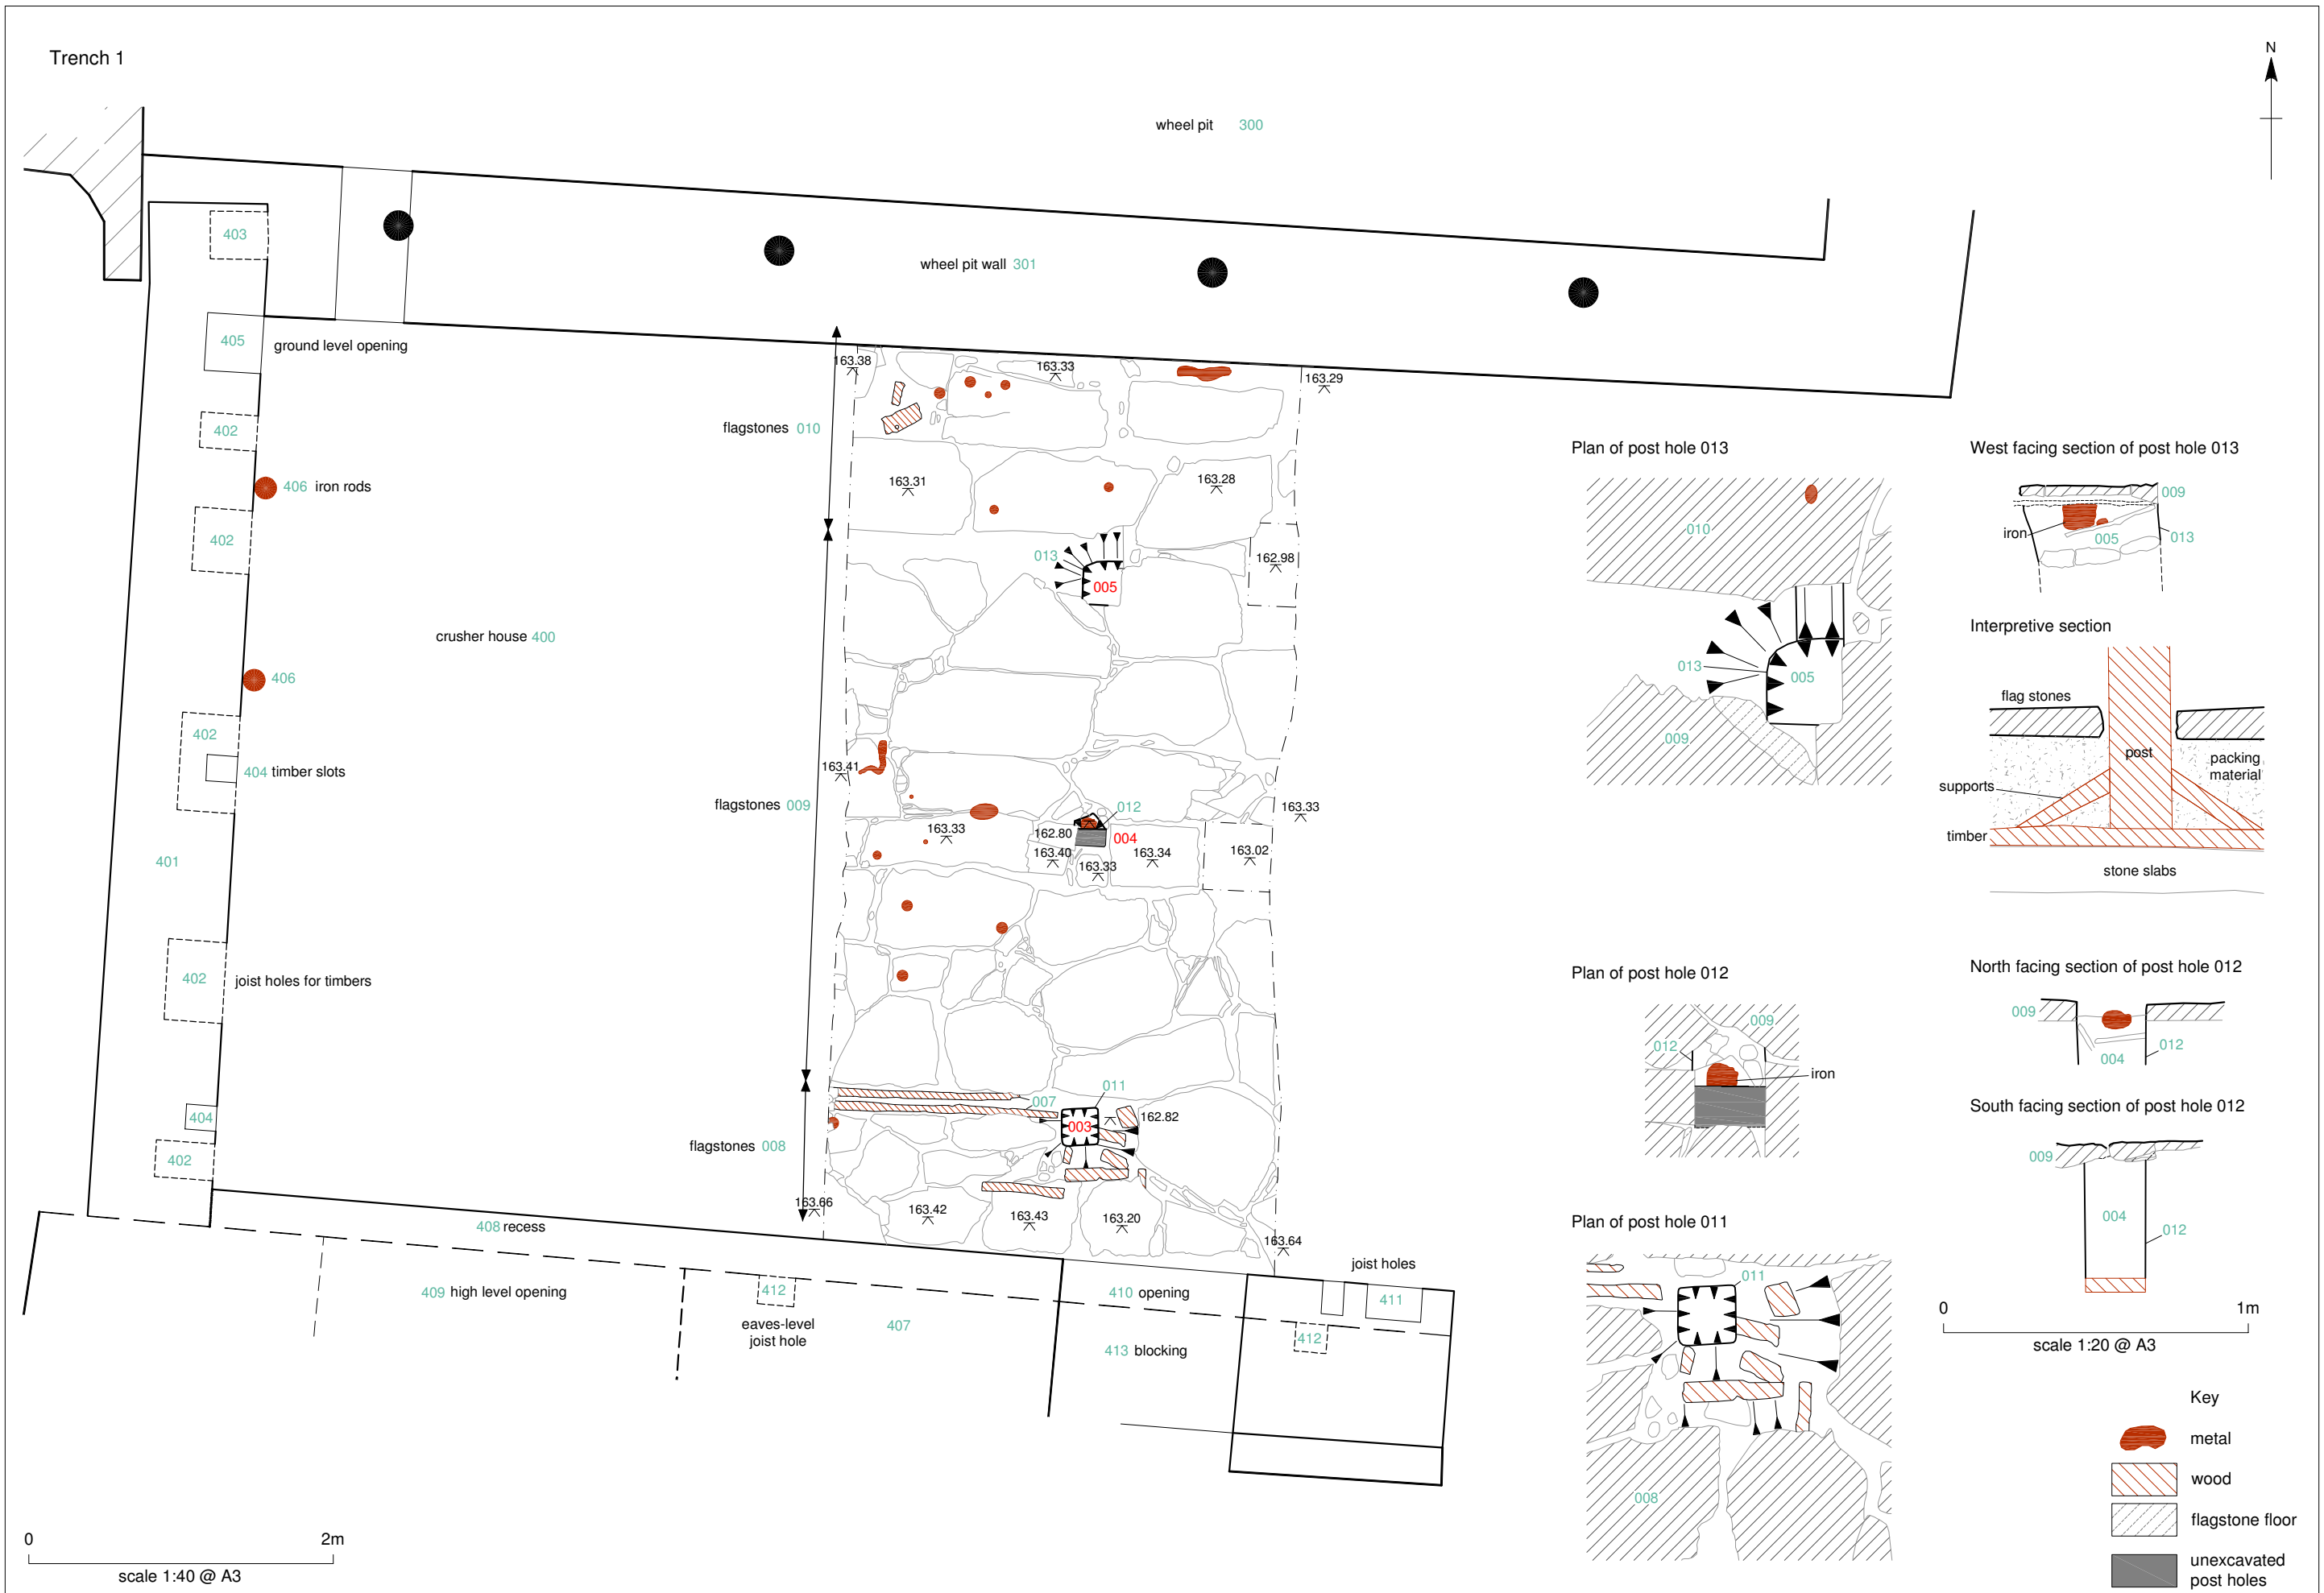 Trench 1
N
wheel pit 300
403
wheel pit wall 301
405 ground level opening
402
406 iron rods
402
406
402
404 timber slots
401
402 joist holes for timbers
404
402
crusher house 400
flagstones 010
flagstones 009
flagstones 008
163.38
163.33
163.29
163.31
163.28
013
005
162.98
163.41
163.33
012
163.33
162.80
004
163.40
163.33
163.34
163.02
011
007
003
162.82
163.66
163.42
163.43
163.20
163.64
408 recess
409 high level opening
412
eaves-level
joist hole
407
410 opening
413 blocking
joist holes
411
412
0 2m
scale 1:40 @ A3
Plan of post hole 013
010
013
005
009
West facing section of post hole 013
009
iron
005
013
Interpretive section
flag stones
post
packing
material
supports
timber
stone slabs
Plan of post hole 012
009
012
iron
North facing section of post hole 012
009
004
012
South facing section of post hole 012
009
004
012
Plan of post hole 011
011
008
0 1m
scale 1:20 @ A3
Key
metal
wood
flagstone floor
unexcavated
post holes